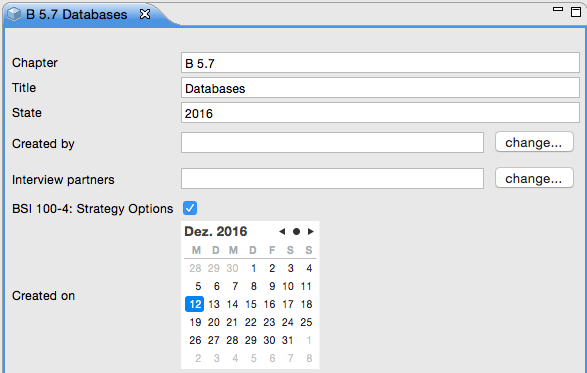 B 5.7 Databases
Chapter B 5.7
Title Databases
State 2016
Created by change...
Interview partners change...
BSI 100-4: Strategy Options
Dez. 2016
M D M D F S S
28 29 30 1 2 3 4
5 6 7 8 9 10 11
12 13 14 15 16 17 18
Created on
19 20 21 22 23 24 25
26 27 28 29 30 31 1
2 3 4 5 6 7 8